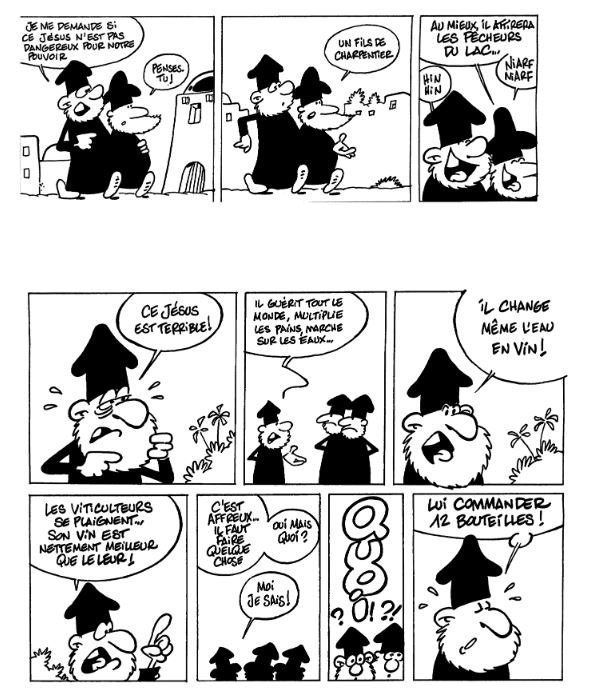 JE ME DEMANDE SI
CE JÉSUS N'EST PAS
DANGEREUX POUR NOTRE
POUVOIR
PENSES-
TU!
UN FILS DE
CHARPENTIER
AU MIEUX, IL ATTIRERA
LES PÊCHEURS
DU LAC...
HIN
HIN
NIARF
NIARF
CE JÉSUS
EST TERRIBLE!
IL GUÉRIT TOUT LE
MONDE, MULTIPLIE
LES PAINS, MARCHE
SUR LES EAUX...
IL CHANGE
MÊME L'EAU
EN VIN!
LES VITICULTEURS
SE PLAIGNENT...
SON VIN EST
NETTEMENT MEILLEUR
QUE LE LEUR!
C'EST
AFFREUX...
IL FAUT
FAIRE
QUELQUE
CHOSE
OUI MAIS
QUOI?
MOI
JE SAIS!
QUOI
? ! ?!
LUI COMMANDER
12 BOUTEILLES!